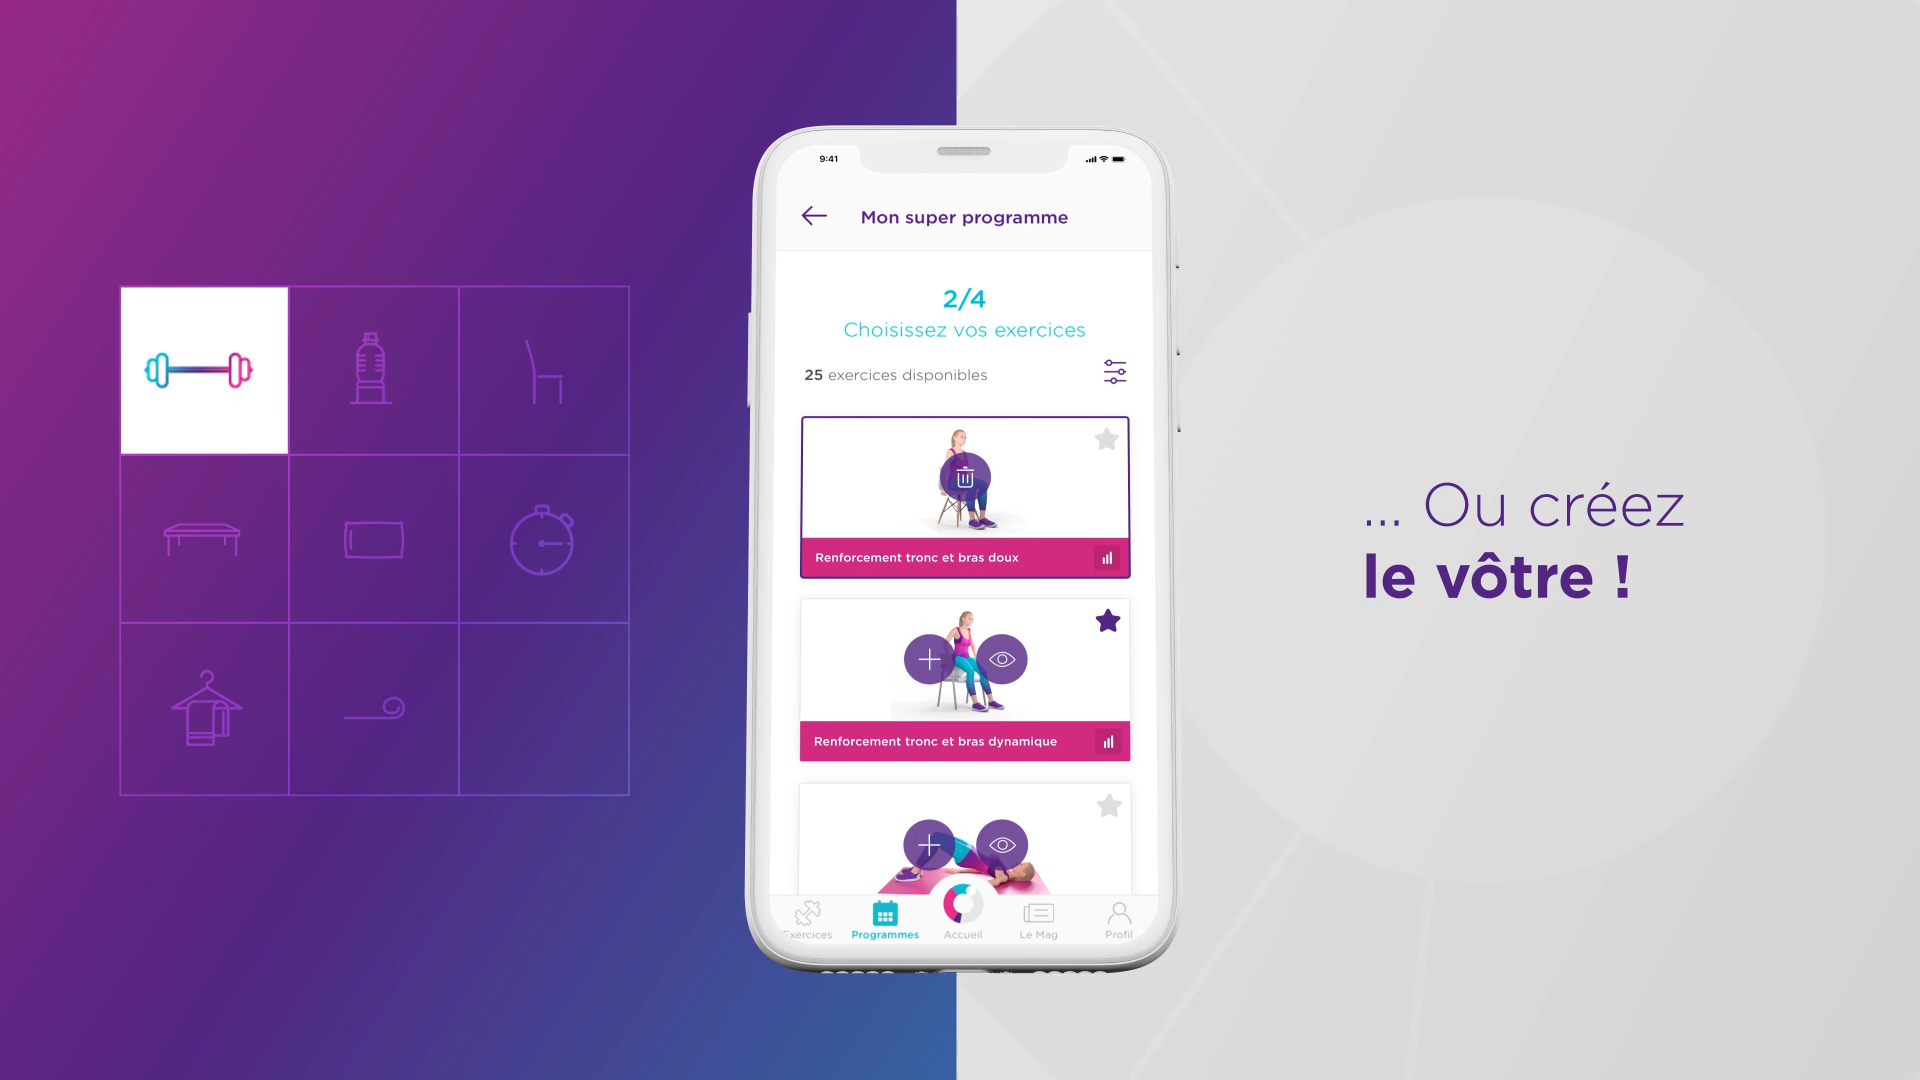 9:41
Mon super programme
2/4
Choisissez vos exercices
25 exercices disponibles
Renforcement tronc et bras doux
Renforcement tronc et bras dynamique
Exercices
Programmes
Accueil
Le Mag
Profil
... Ou créez
le vôtre !